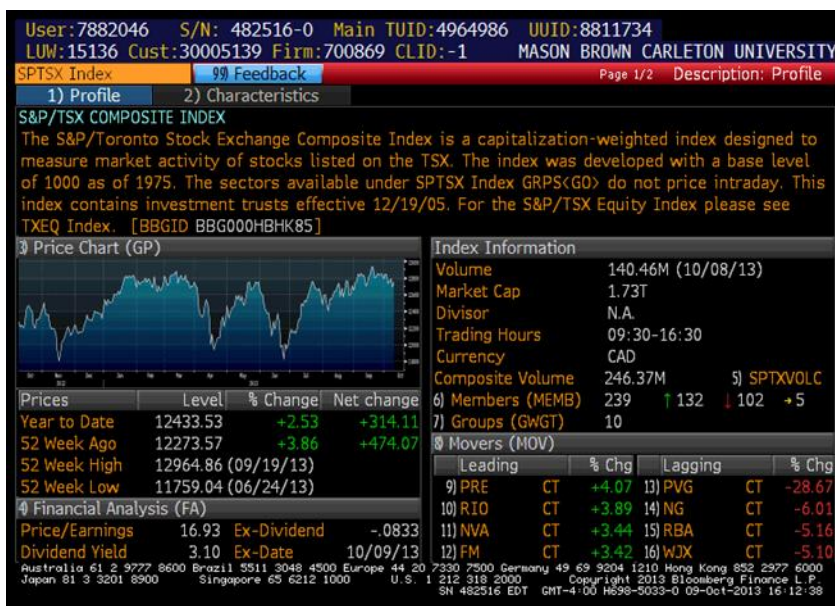 User:7882046 S/N: 482516-0 Main TUID:4964986 UUID:8811734
LUW:15136 Cust:30005139 Firm:700869 CLID:-1 MASON BROWN CARLETON UNIVERSITY
SPTSX Index 99) Feedback Page 1/2 Description: Profile
1) Profile 2) Characteristics
S&P/TSX COMPOSITE INDEX
The S&P/Toronto Stock Exchange Composite Index is a capitalization-weighted index designed to
measure market activity of stocks listed on the TSX. The index was developed with a base level
of 1000 as of 1975. The sectors available under SPTSX Index GRPS<GO> do not price intraday. This
index contains investment trusts effective 12/19/05. For the S&P/TSX Equity Index please see
TXEQ Index. [BBGID BBG000HBHK85]
3) Price Chart (GP)
Prices Level % Change Net change
Year to Date 12433.53 +2.53 +314.11
52 Week Ago 12273.57 +3.86 +474.07
52 Week High 12964.86 (09/19/13)
52 Week Low 11759.04 (06/24/13)
4) Financial Analysis (FA)
Price/Earnings 16.93 Ex-Dividend -.0833
Dividend Yield 3.10 Ex-Date 10/09/13
Index Information
Volume 140.46M (10/08/13)
Market Cap 1.73T
Divisor N.A.
Trading Hours 09:30-16:30
Currency CAD
Composite Volume 246.37M 5) SPTXVOLC
6) Members (MEMB) 239 ↑132 ↓102 →5
7) Groups (GWGT) 10
8) Movers (MOV)
Leading % Chg Lagging % Chg
9) PRE CT +4.07 13) PVG CT -28.67
10) RIO CT +3.89 14) NG CT -6.01
11) NVA CT +3.44 15) RBA CT -5.16
12) FM CT +3.42 16) WJX CT -5.10
Australia 61 2 9777 8600 Brazil 5511 3048 4500 Europe 44 20 7330 7500 Germany 49 69 9204 1210 Hong Kong 852 2977 6000
Japan 81 3 3201 8900 Singapore 65 6212 1000 U.S. 1 212 318 2000 Copyright 2013 Bloomberg Finance L.P.
SN 482516 EDT GMT-4:00 H698-5033-0 09-Oct-2013 16:12:38